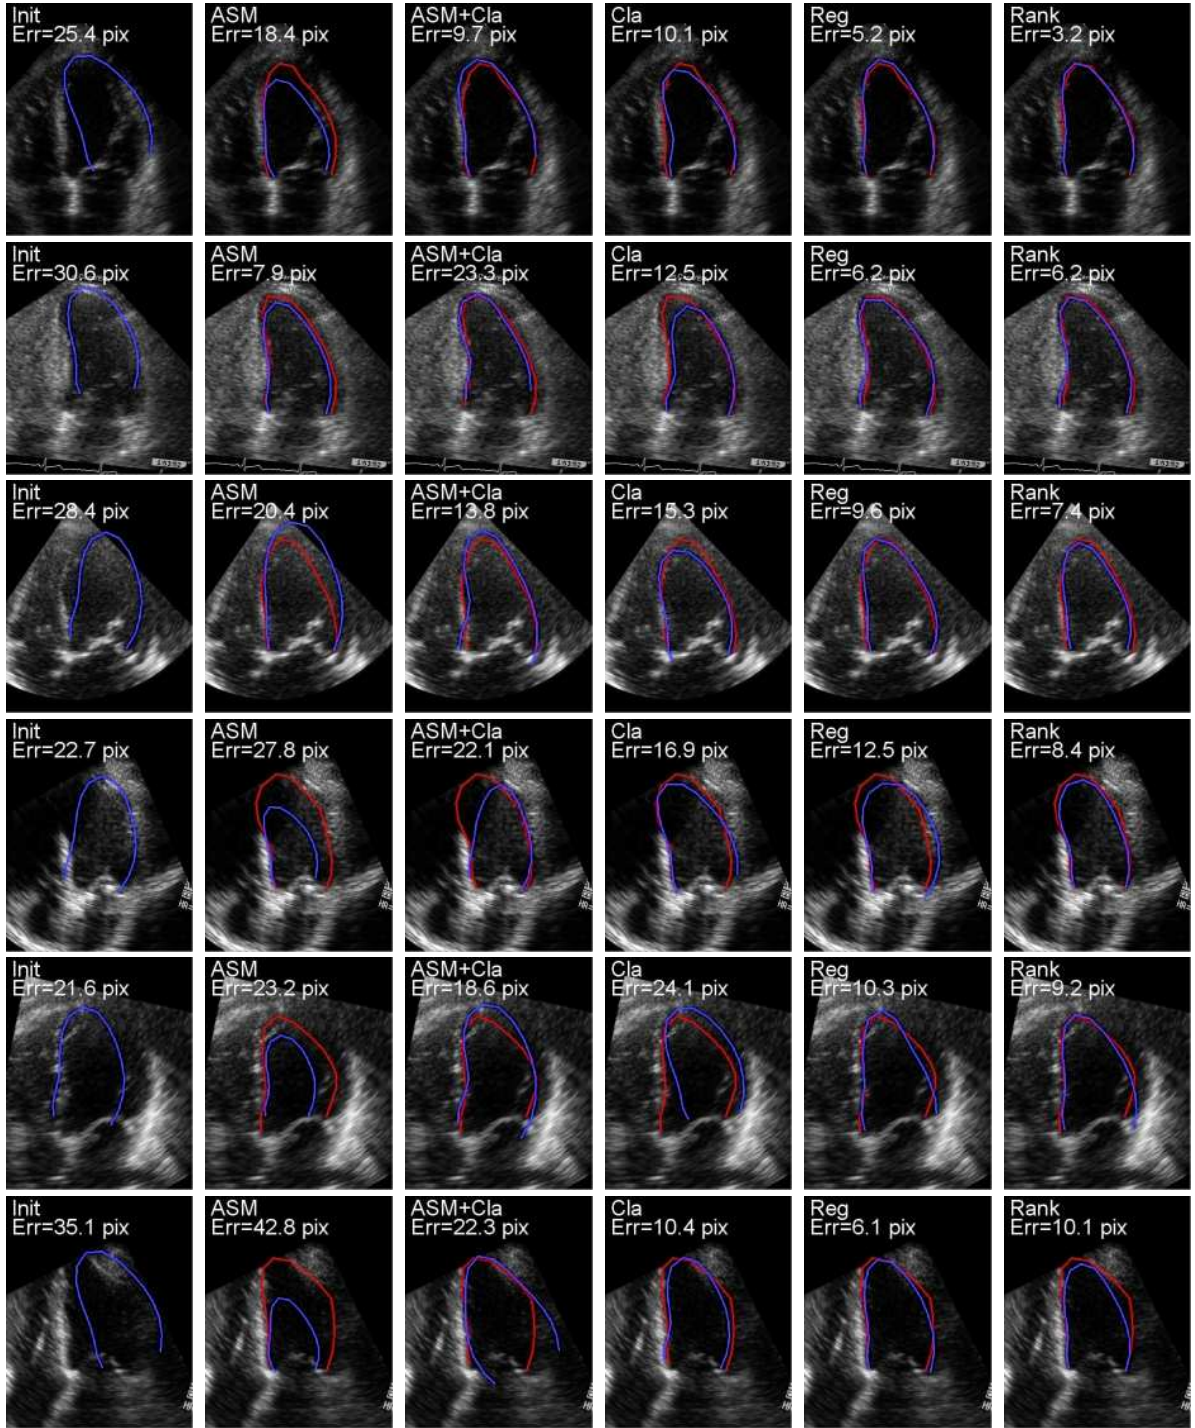 Init
Err=25.4 pix
ASM
Err=18.4 pix
ASM+Cla
Err=9.7 pix
Cla
Err=10.1 pix
Reg
Err=5.2 pix
Rank
Err=3.2 pix
Init
Err=30.6 pix
ASM
Err=7.9 pix
ASM+Cla
Err=23.3 pix
Cla
Err=12.5 pix
Reg
Err=6.2 pix
Rank
Err=6.2 pix
Init
Err=28.4 pix
ASM
Err=20.4 pix
ASM+Cla
Err=13.8 pix
Cla
Err=15.3 pix
Reg
Err=9.6 pix
Rank
Err=7.4 pix
Init
Err=22.7 pix
ASM
Err=27.8 pix
ASM+Cla
Err=22.1 pix
Cla
Err=16.9 pix
Reg
Err=12.5 pix
Rank
Err=8.4 pix
Init
Err=21.6 pix
ASM
Err=23.2 pix
ASM+Cla
Err=18.6 pix
Cla
Err=24.1 pix
Reg
Err=10.3 pix
Rank
Err=9.2 pix
Init
Err=35.1 pix
ASM
Err=42.8 pix
ASM+Cla
Err=22.3 pix
Cla
Err=10.4 pix
Reg
Err=6.1 pix
Rank
Err=10.1 pix